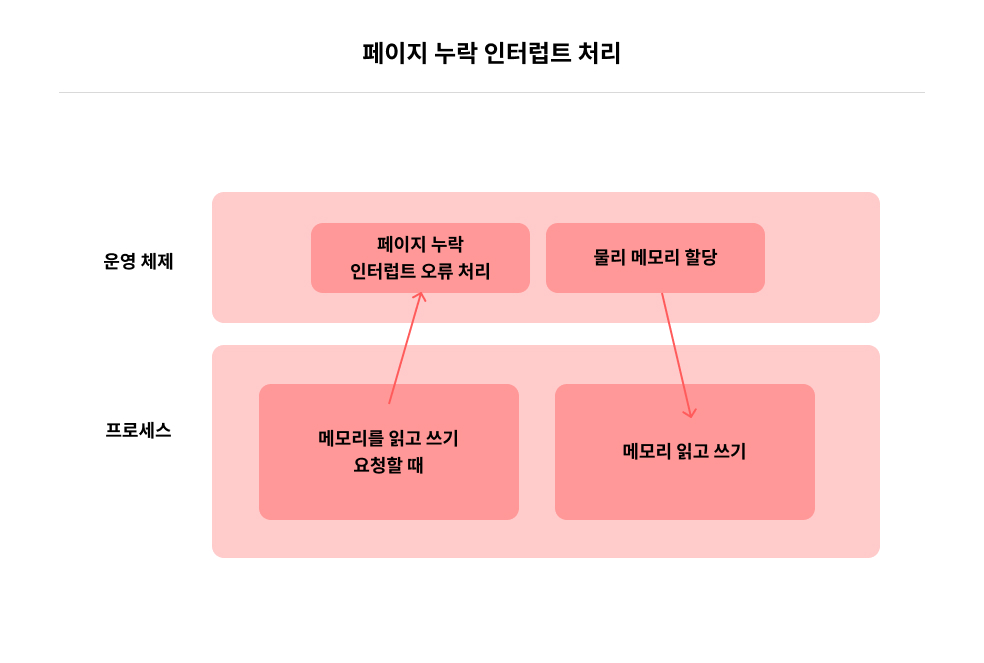 페이지 누락 인터럽트 처리
운영 체제
페이지 누락
인터럽트 오류 처리
물리 메모리 할당
프로세스
메모리를 읽고 쓰기
요청할 때
메모리 읽고 쓰기